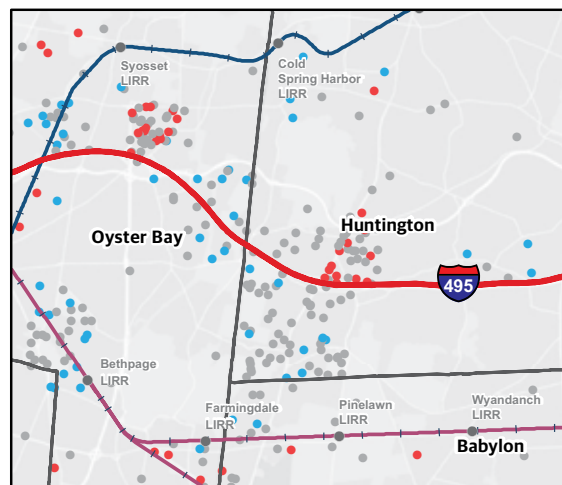 Syosset
LIRR
Cold
Spring Harbor
LIRR
Oyster Bay
Huntington
495
Bethpage
LIRR
Farmingdale
LIRR
Pinelawn
LIRR
Wyandanch
LIRR
Babylon